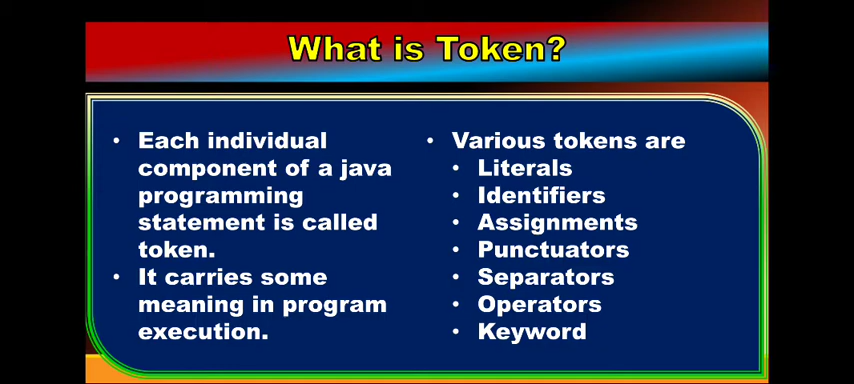 What is Token?
• Each individual
component of a java
programming
statement is called
token.
• It carries some
meaning in program
execution.
• Various tokens are
• Literals
• Identifiers
• Assignments
• Punctuators
• Separators
• Operators
• Keyword